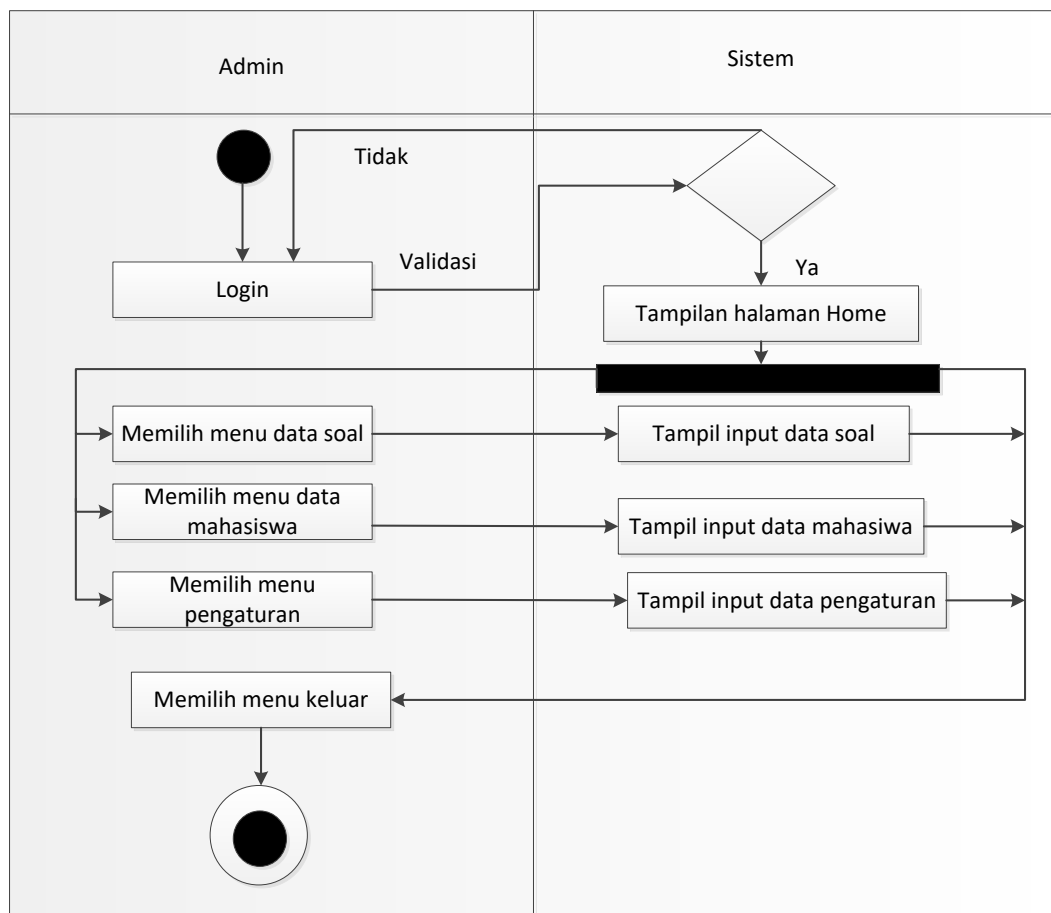 Admin
Sistem
Tidak
Validasi
Login
Ya
Tampilan halaman Home
Memilih menu data soal
Tampil input data soal
Memilih menu data
mahasiswa
Tampil input data mahasiwa
Memilih menu
pengaturan
Tampil input data pengaturan
Memilih menu keluar